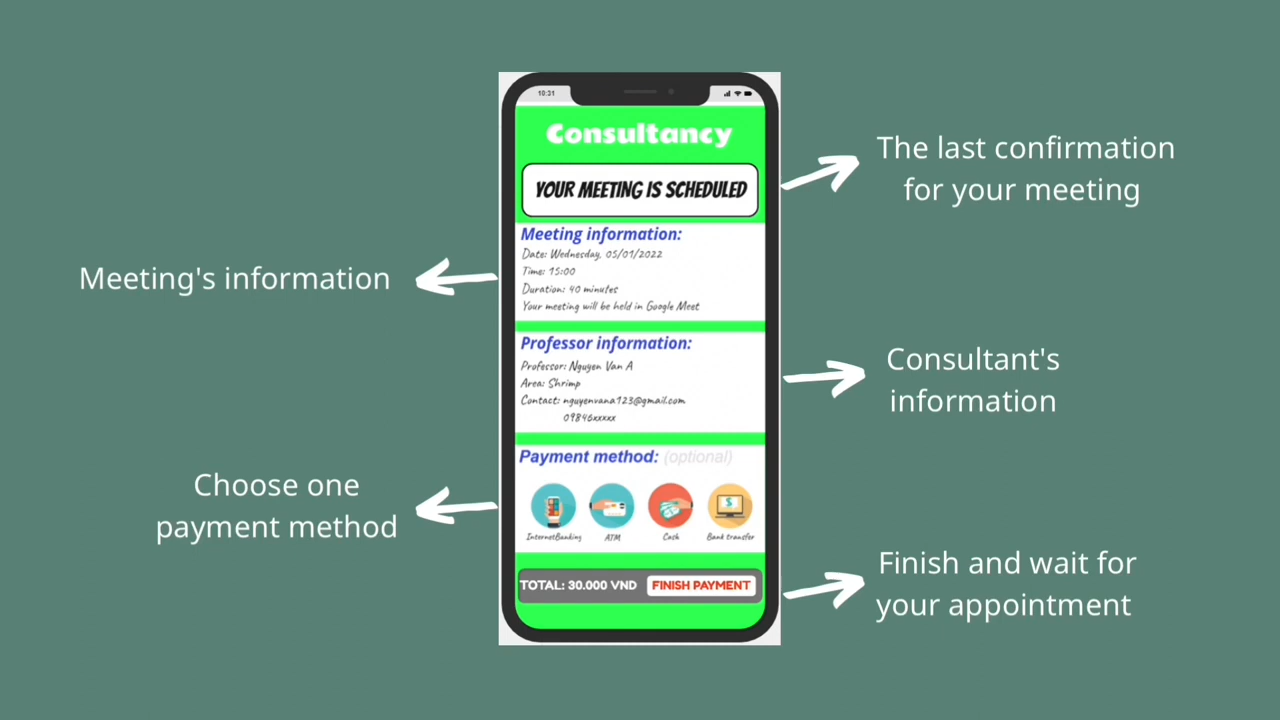 10:31
Consultancy
YOUR MEETING IS SCHEDULED
The last confirmation
for your meeting
Meeting information:
Date: Wednesday, 05/01/2022
Time: 15:00
Duration: 40 minutes
Your meeting will be held in Google Meet
Meeting's information
Professor information:
Professor: Nguyen Van A
Area: Shrimp
Contact: nguyenvana123@gmail.com
09846xxxxx
Consultant's
information
Payment method: (optional)
InternetBanking ATM Cash Bank transfer
Choose one
payment method
TOTAL: 30.000 VND FINISH PAYMENT
Finish and wait for
your appointment